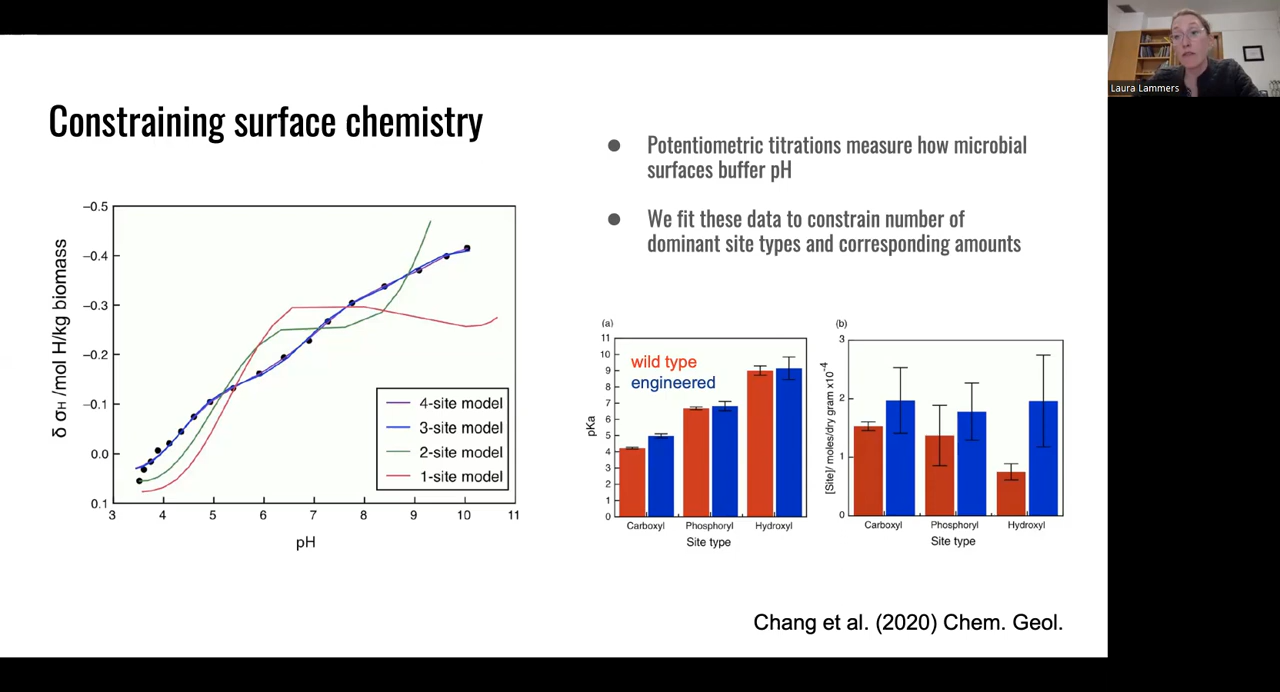 Constraining surface chemistry
● Potentiometric titrations measure how microbial
surfaces buffer pH
● We fit these data to constrain number of
dominant site types and corresponding amounts
δ σH /mol H/kg biomass
−0.5
−0.4
−0.3
−0.2
−0.1
0.0
0.1
3 4 5 6 7 8 9 10 11
pH
4-site model
3-site model
2-site model
1-site model
(a)
pKa
11
10
9
8
7
6
5
4
3
2
1
0
wild type
engineered
Carboxyl Phosphoryl Hydroxyl
Site type
(b)
[Site]/ moles/dry gram x10⁻⁴
3
2
1
0
Carboxyl Phosphoryl Hydroxyl
Site type
Chang et al. (2020) Chem. Geol.
Laura Lammers